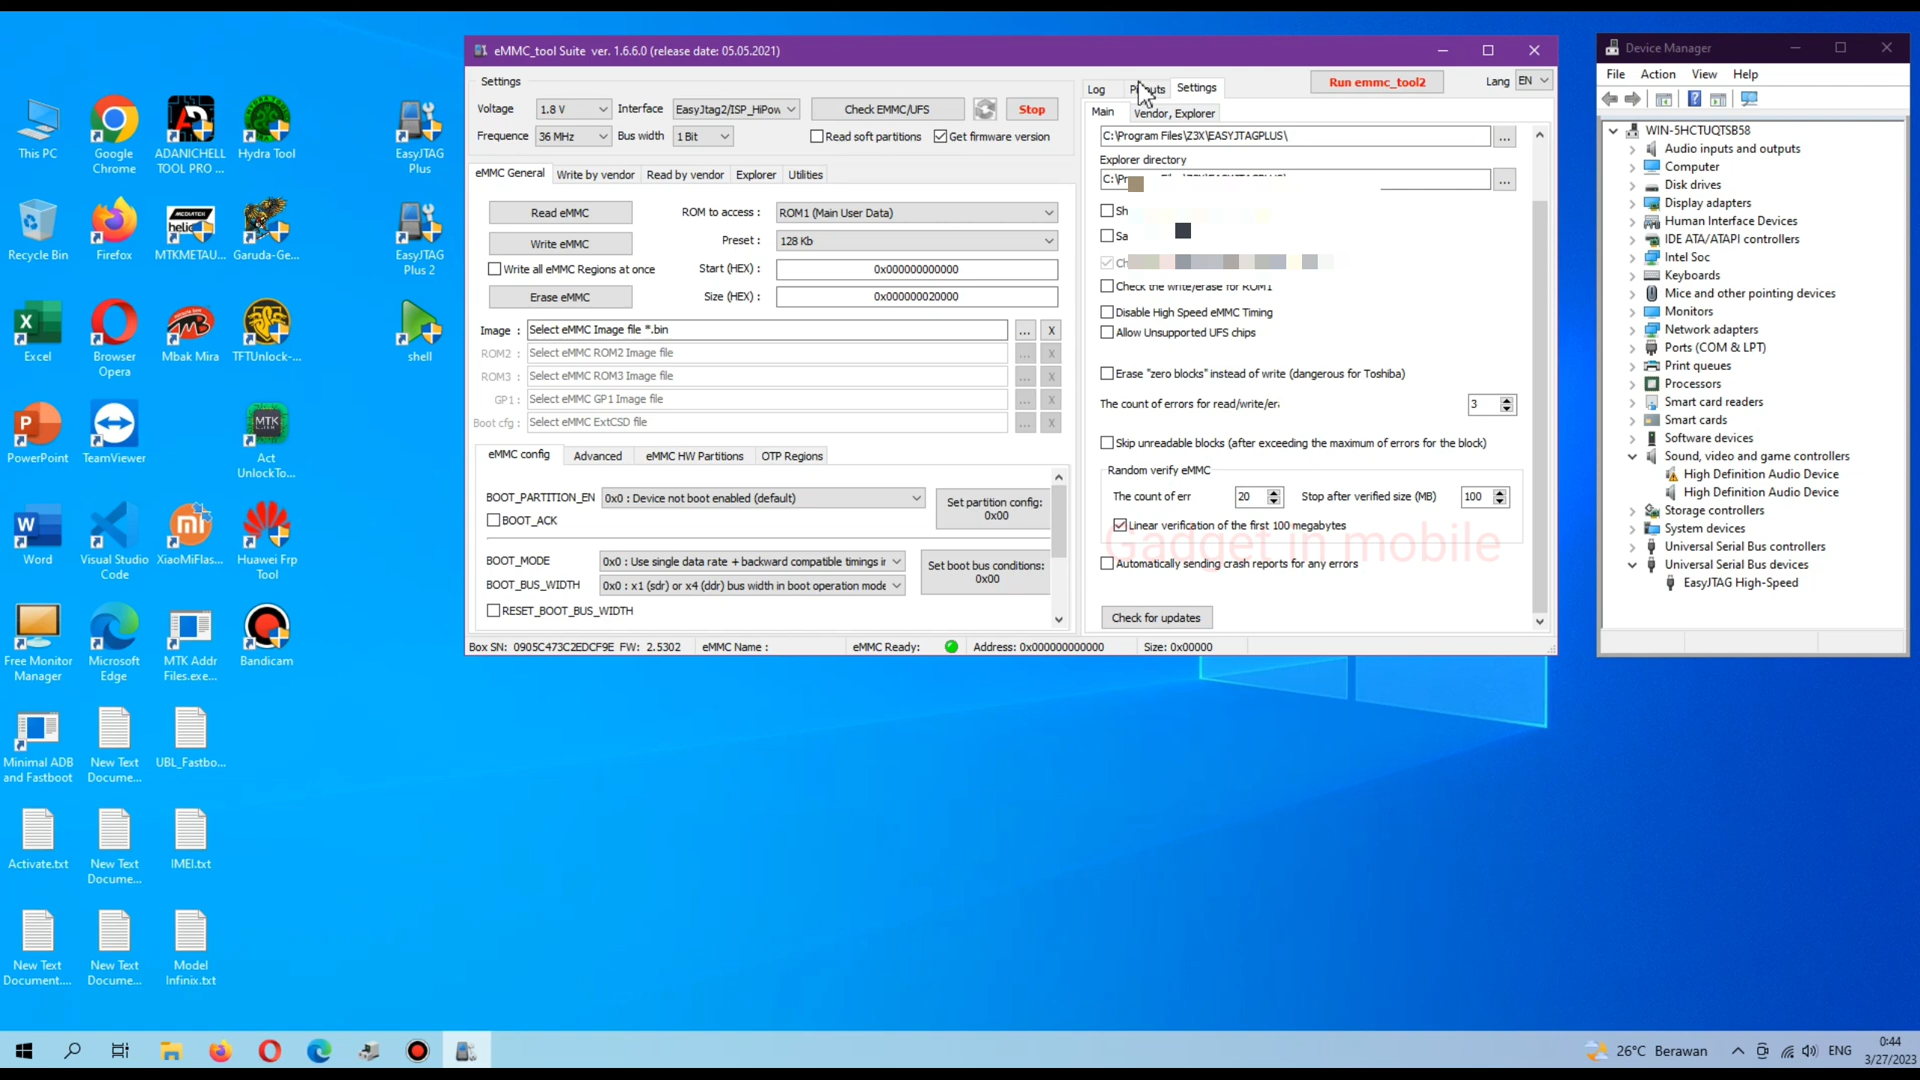 This PC
Google
Chrome
ADANICHELL
TOOL PRO ...
Hydra Tool
EasyJTAG
Plus
Recycle Bin
Firefox
MTKMETAU...
Garuda-Ge...
EasyJTAG
Plus 2
Excel
Browser
Opera
Mbak Mira
TFTUnlock-...
shell
PowerPoint
TeamViewer
Act
UnlockTo...
Word
Visual Studio
Code
XiaoMiFlas...
Huawei Frp
Tool
Free Monitor
Manager
Microsoft
Edge
MTK Addr
Files.exe...
Bandicam
Minimal ADB
and Fastboot
New Text
Docume...
UBL_Fastbo...
Activate.txt
New Text
Docume...
IMEI.txt
New Text
Document....
New Text
Docume...
Model
Infinix.txt
eMMC_tool Suite ver. 1.6.6.0 (release date: 05.05.2021)
Settings
Voltage 1.8 V Interface EasyJtag2/ISP_HiPow Check EMMC/UFS Stop
Frequence 36 MHz Bus width 1 Bit Read soft partitions Get firmware version
eMMC General Write by vendor Read by vendor Explorer Utilities
Read eMMC ROM to access : ROM1 (Main User Data)
Write eMMC Preset : 128 Kb
Write all eMMC Regions at once Start (HEX) : 0x000000000000
Erase eMMC Size (HEX) : 0x000000020000
Image : Select eMMC Image file *.bin ... X
ROM2 : Select eMMC ROM2 Image file ... X
ROM3 : Select eMMC ROM3 Image file ... X
GP1 : Select eMMC GP1 Image file ... X
Boot cfg : Select eMMC ExtCSD file ... X
eMMC config Advanced eMMC HW Partitions OTP Regions
BOOT_PARTITION_EN 0x0 : Device not boot enabled (default) Set partition config:
0x00
BOOT_ACK
BOOT_MODE 0x0 : Use single data rate + backward compatible timings ir Set boot bus conditions:
0x00
BOOT_BUS_WIDTH 0x0 : x1 (sdr) or x4 (ddr) bus width in boot operation mode
RESET_BOOT_BUS_WIDTH
Box SN: 0905C473C2EDCF9E FW: 2.5302 eMMC Name : eMMC Ready: Address: 0x000000000000 Size: 0x00000
Log Settings Run emmc_tool2 Lang EN
Main Vendor, Explorer
C:\Program Files\Z3X\EASYJTAGPLUS\ ...
Explorer directory
...
Check the write/erase for ROM1
Disable High Speed eMMC Timing
Allow Unsupported UFS chips
Erase "zero blocks" instead of write (dangerous for Toshiba)
The count of errors for read/write/er 3
Skip unreadable blocks (after exceeding the maximum of errors for the block)
Random verify eMMC
The count of err 20 Stop after verified size (MB) 100
Linear verification of the first 100 megabytes
Gadget in mobile
Automatically sending crash reports for any errors
Check for updates
Device Manager
File Action View Help
WIN-5HCTUQTSB58
Audio inputs and outputs
Computer
Disk drives
Display adapters
Human Interface Devices
IDE ATA/ATAPI controllers
Intel Soc
Keyboards
Mice and other pointing devices
Monitors
Network adapters
Ports (COM & LPT)
Print queues
Processors
Smart card readers
Smart cards
Software devices
Sound, video and game controllers
High Definition Audio Device
High Definition Audio Device
Storage controllers
System devices
Universal Serial Bus controllers
Universal Serial Bus devices
EasyJTAG High-Speed
26°C Berawan ENG
0:44
3/27/2023